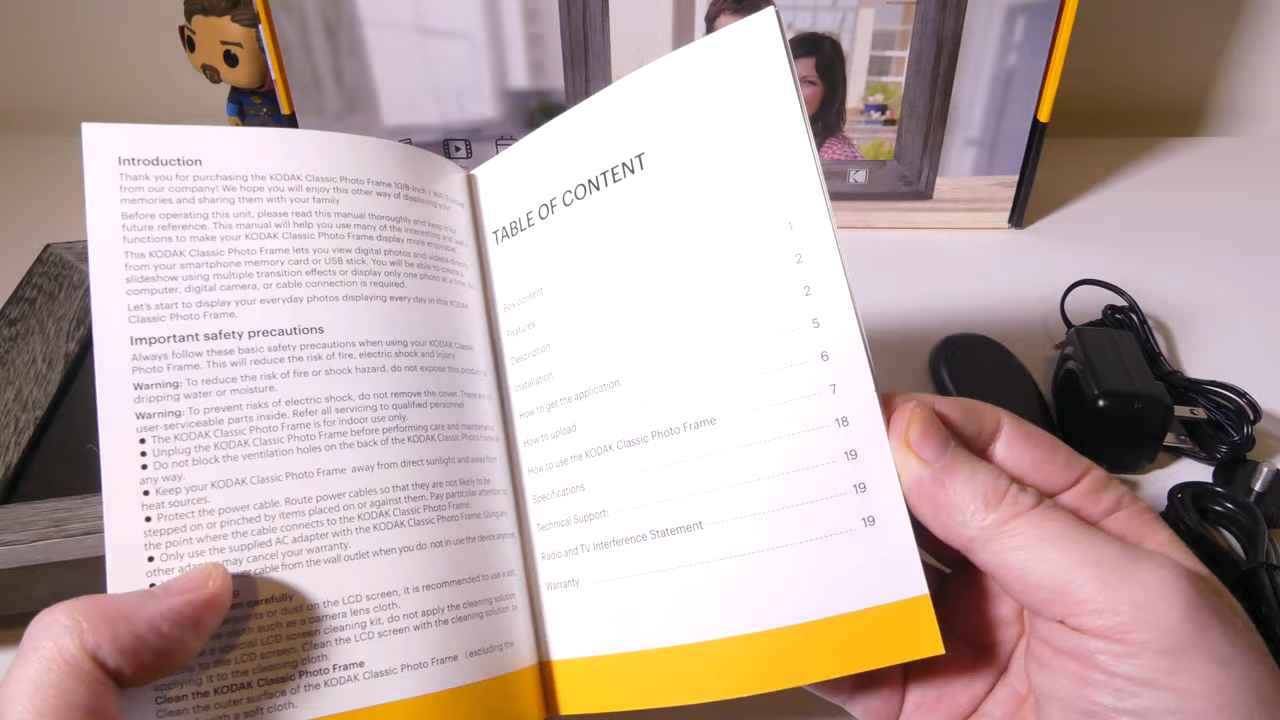 Introduction
Thank you for purchasing the KODAK Classic Photo Frame 10/8-inch / WiFi Enabled
from our company! We hope you will enjoy this other way of displaying your
memories and sharing them with your family
Before operating this unit, please read this manual thoroughly and keep it for
future reference. This manual will help you use many of the interesting and useful
functions to make your KODAK Classic Photo Frame display more enjoyable.
This KODAK Classic Photo Frame lets you view digital photos and videos directly
from your smartphone memory card or USB stick. You will be able to create a
slideshow using multiple transition effects or display only one photo at a time. No
computer, digital camera, or cable connection is required.
Let's start to display your everyday photos displaying every day in this KODAK
Classic Photo Frame.
Important safety precautions
Always follow these basic safety precautions when using your KODAK Classic
Photo Frame. This will reduce the risk of fire, electric shock and injury.
Warning: To reduce the risk of fire or shock hazard, do not expose this product to
dripping water or moisture.
Warning: To prevent risks of electric shock, do not remove the cover. There are no
user-serviceable parts inside. Refer all servicing to qualified personnel
● The KODAK Classic Photo Frame is for indoor use only.
● Unplug the KODAK Classic Photo Frame before performing care and maintenance.
● Do not block the ventilation holes on the back of the KODAK Classic Photo Frame in
any way.
● Keep your KODAK Classic Photo Frame away from direct sunlight and away from
heat sources.
● Protect the power cable. Route power cables so that they are not likely to be
stepped on or pinched by items placed on or against them. Pay particular attention to
the point where the cable connects to the KODAK Classic Photo Frame.
● Only use the supplied AC adapter with the KODAK Classic Photo Frame. Using any
other adapter may cancel your warranty.
● cable from the wall outlet when you do not in use the device anymore.
carefully
or dust on the LCD screen, it is recommended to use a soft,
cloth such as a camera lens cloth.
a special LCD screen cleaning kit, do not apply the cleaning solution
to the LCD screen. Clean the LCD screen with the cleaning solution by
applying it to the cleaning cloth.
Clean the KODAK Classic Photo Frame
Clean the outer surface of the KODAK Classic Photo Frame (excluding the
with a soft cloth.
TABLE OF CONTENT
Box content 1
Features 2
Description 2
Installation 5
How to get the application 6
How to upload 7
How to use the KODAK Classic Photo Frame 18
Specifications 19
Technical Support: 19
Radio and TV Interference Statement 19
Warranty